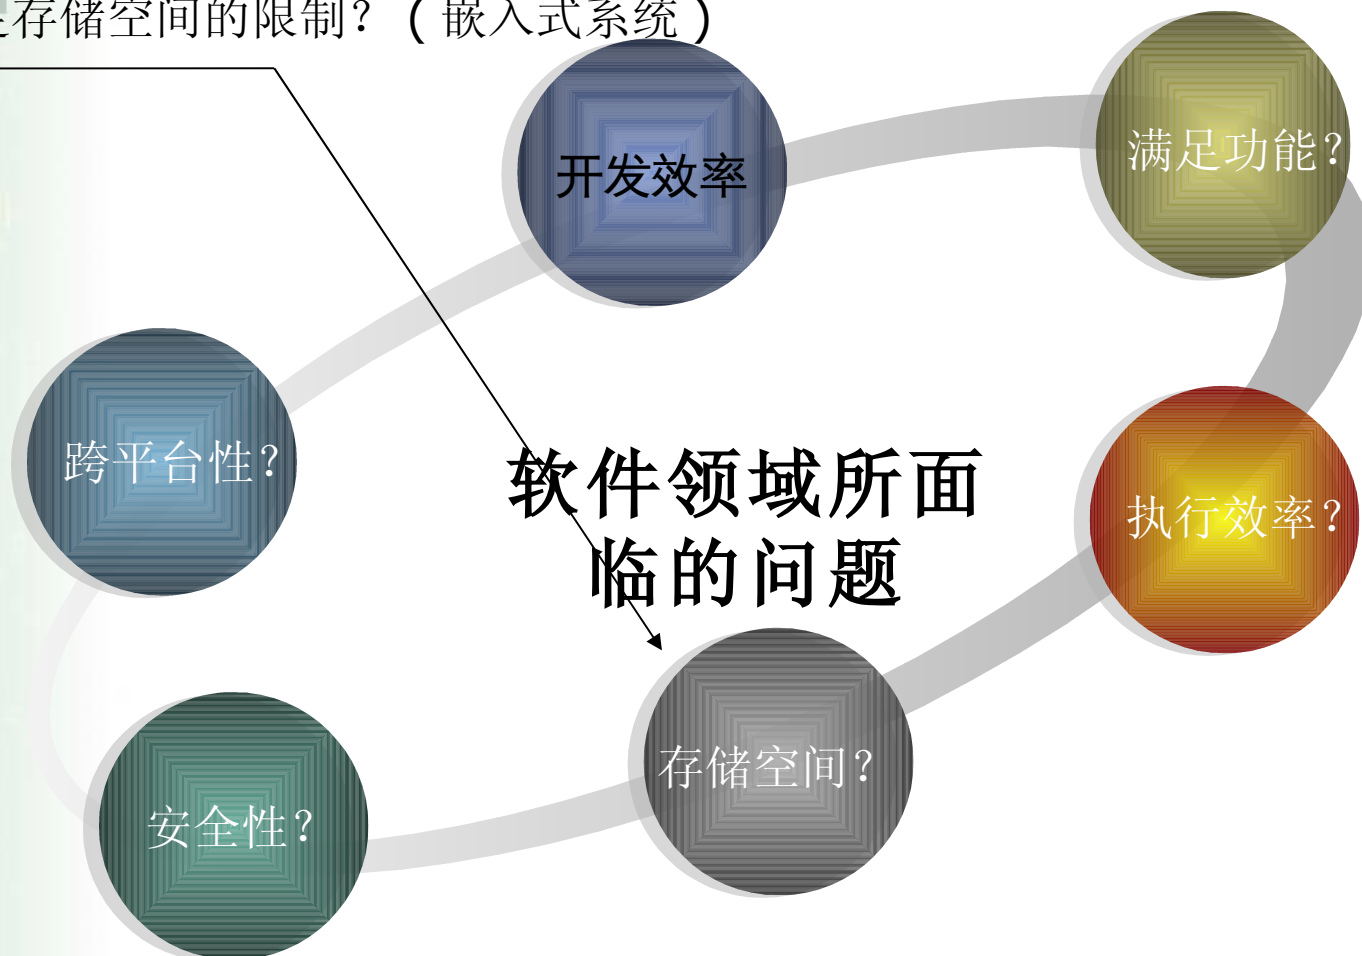 存储空间的限制？（嵌入式系统）
开发效率
满足功能？
跨平台性？
软件领域所面
临的问题
执行效率？
存储空间？
安全性？